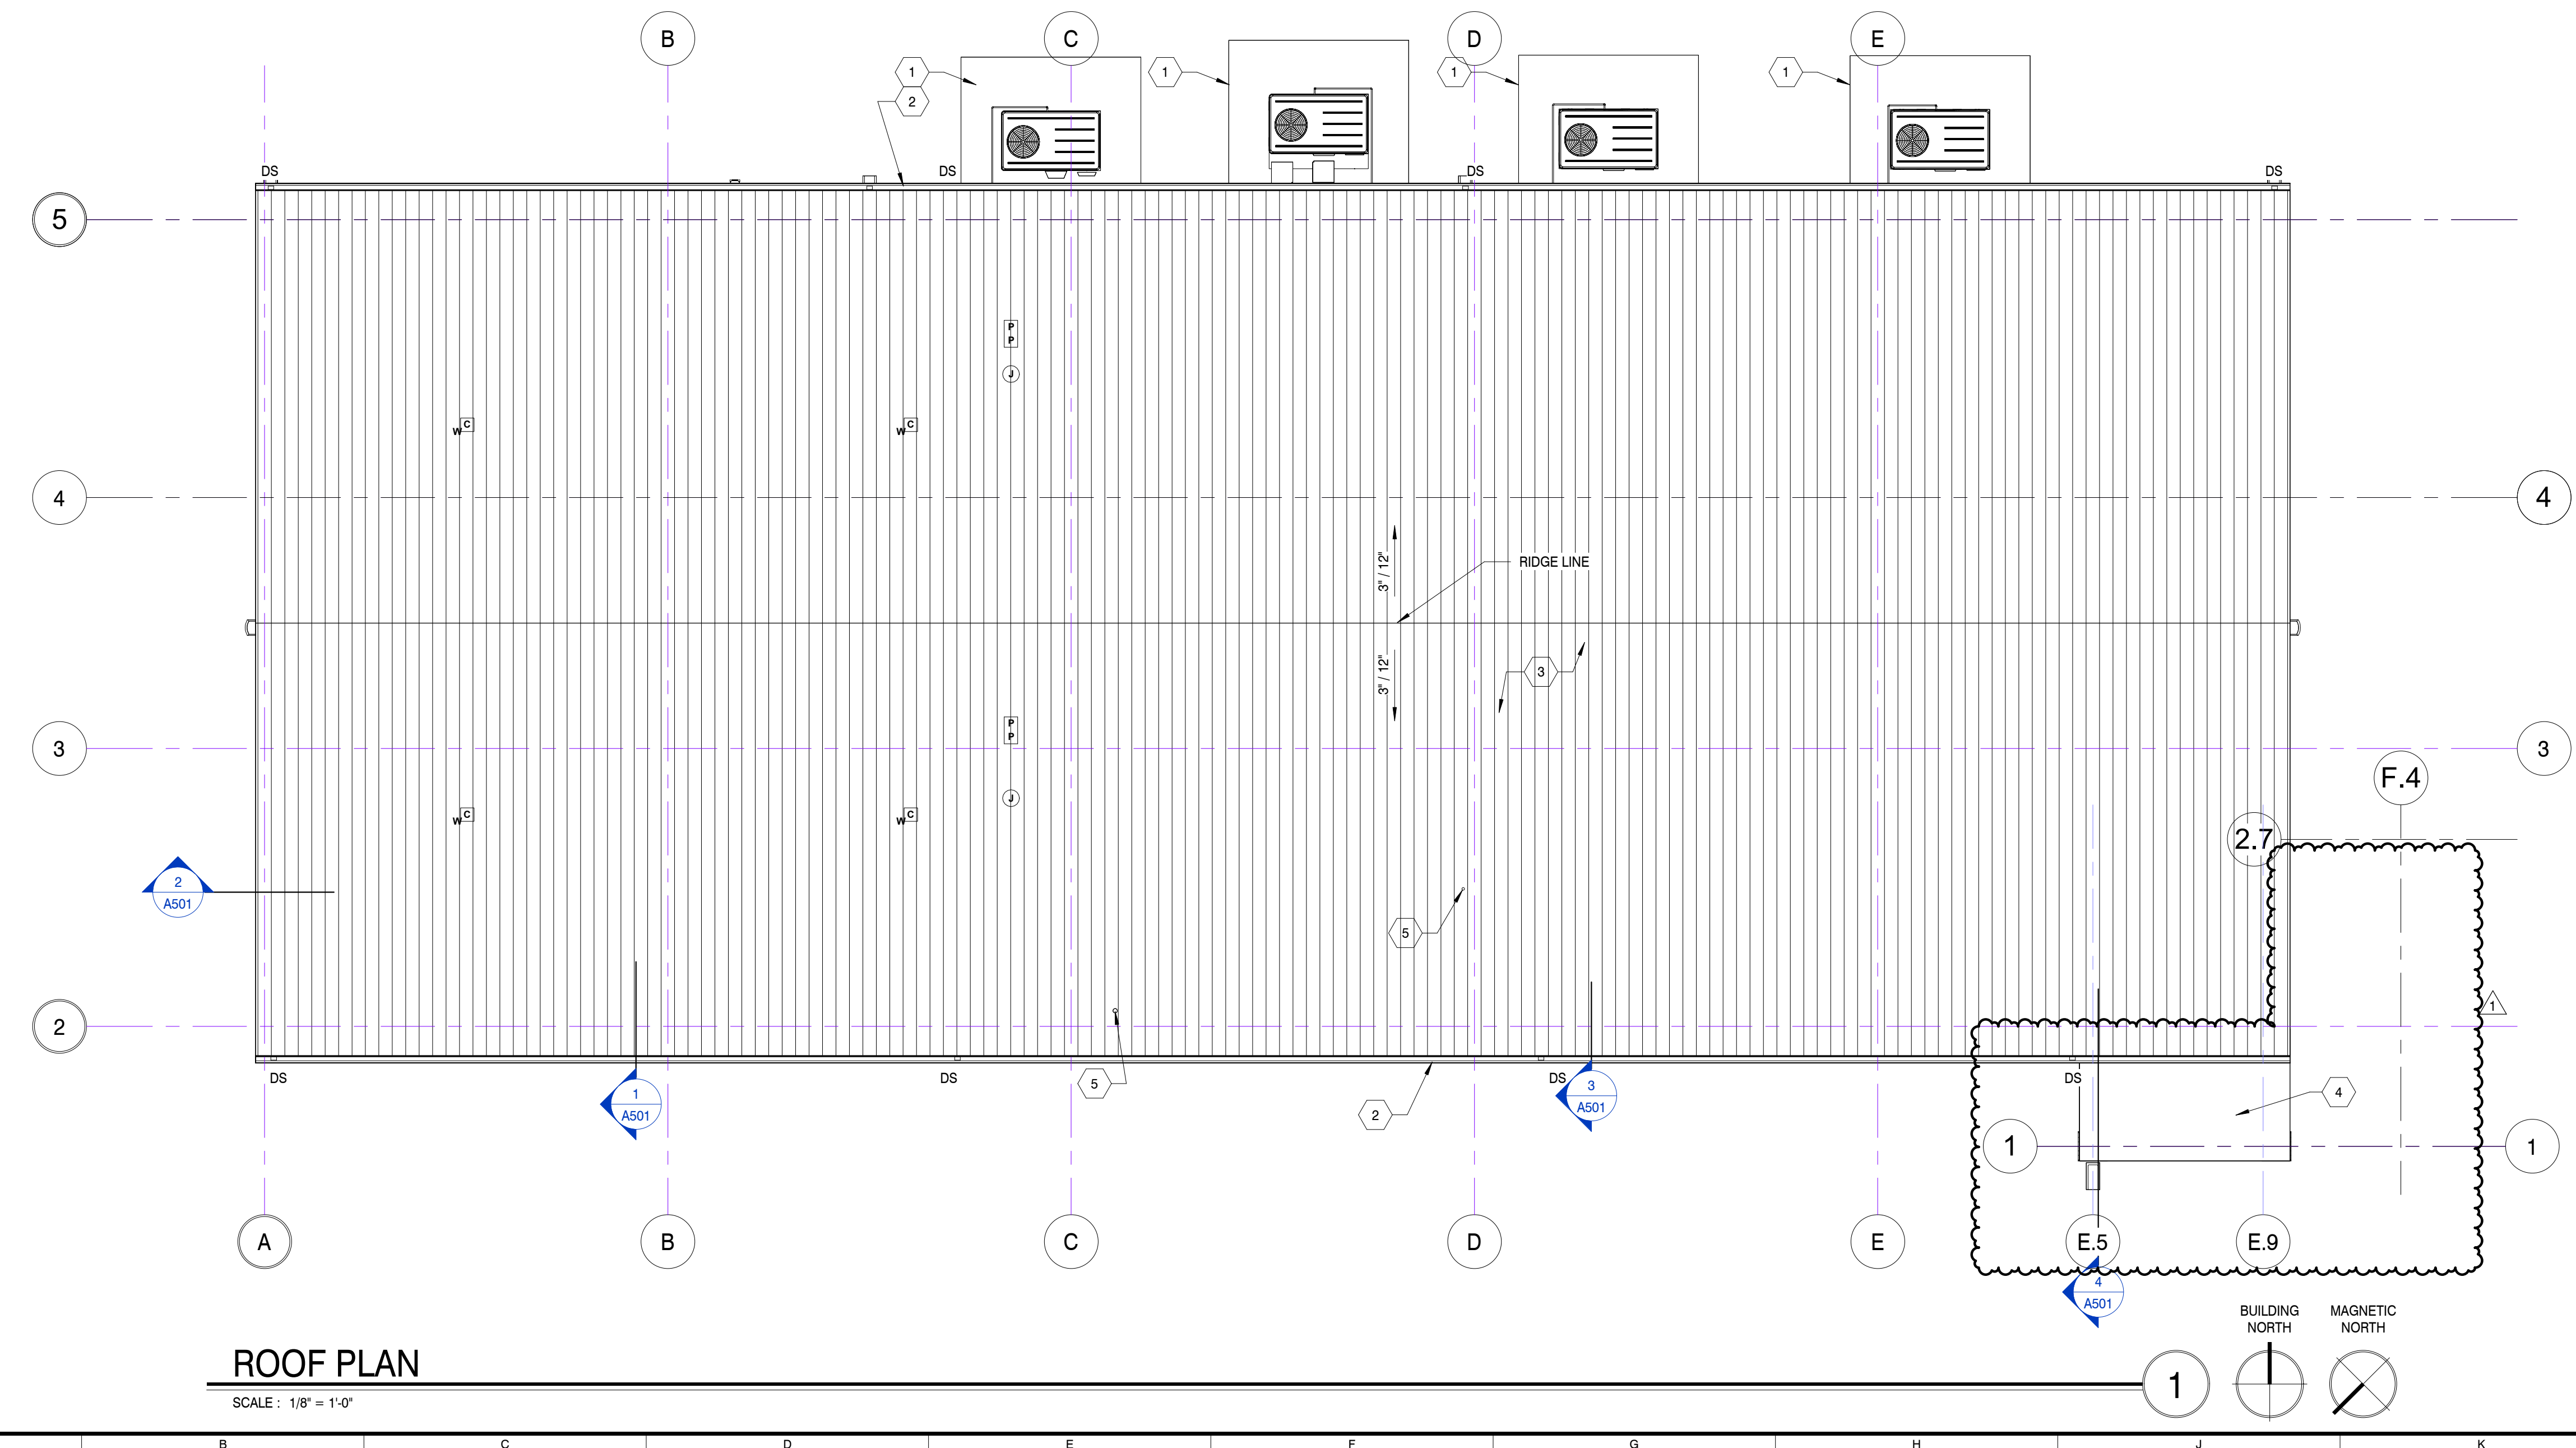 B
C
D
E
1
1
1
1
2
DS
DS
DS
DS
5
P
P
J
C
W
C
W
4
4
3" / 12"
RIDGE LINE
3" / 12"
3
P
P
3
3
F.4
J
C
W
C
W
2.7
2
A501
5
1
2
DS
DS
DS
DS
5
1
A501
3
A501
2
4
1
1
A
B
C
D
E
E.5
E.9
4
A501
BUILDING
NORTH
MAGNETIC
NORTH
ROOF PLAN
1
SCALE : 1/8" = 1'-0"
B
C
D
E
F
G
H
J
K